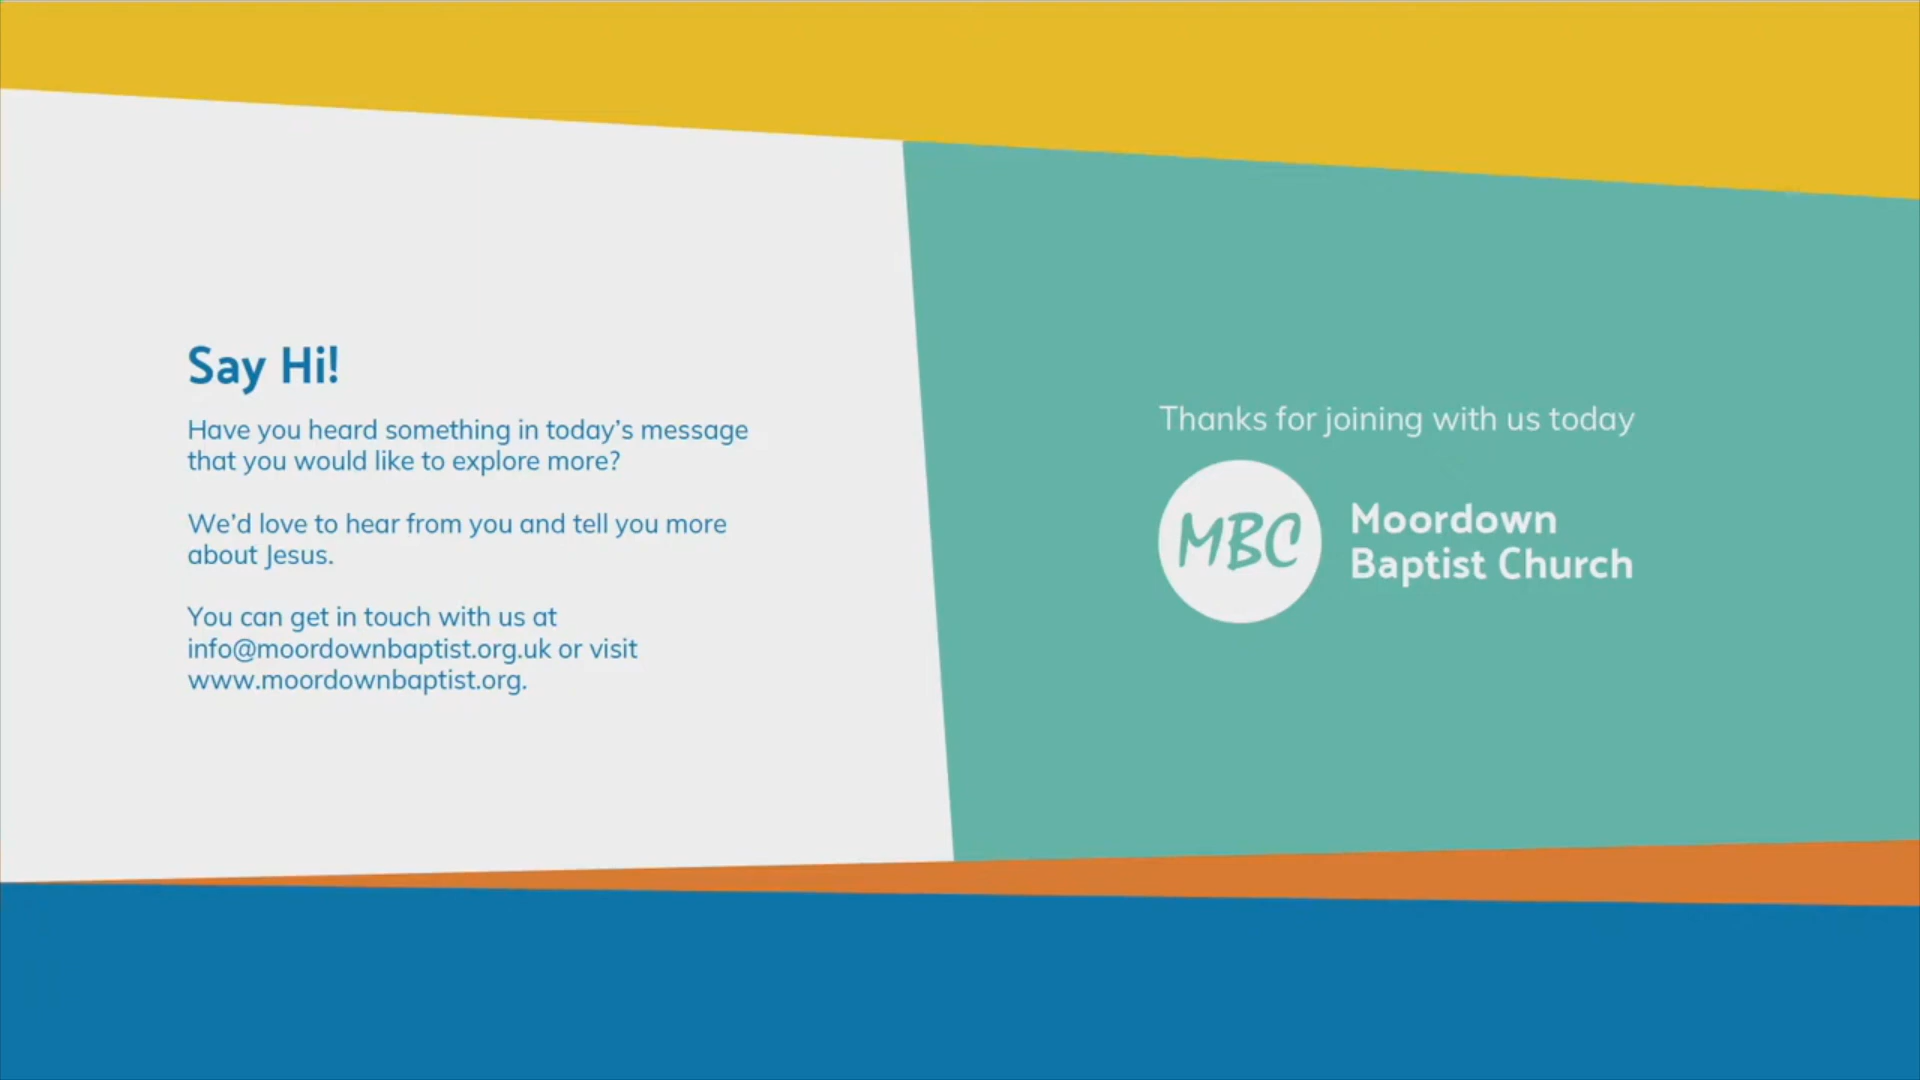 Say Hi!
Have you heard something in today’s message
that you would like to explore more?
We’d love to hear from you and tell you more
about Jesus.
You can get in touch with us at
info@moordownbaptist.org.uk or visit
www.moordownbaptist.org.
Thanks for joining with us today
MBC
Moordown
Baptist Church